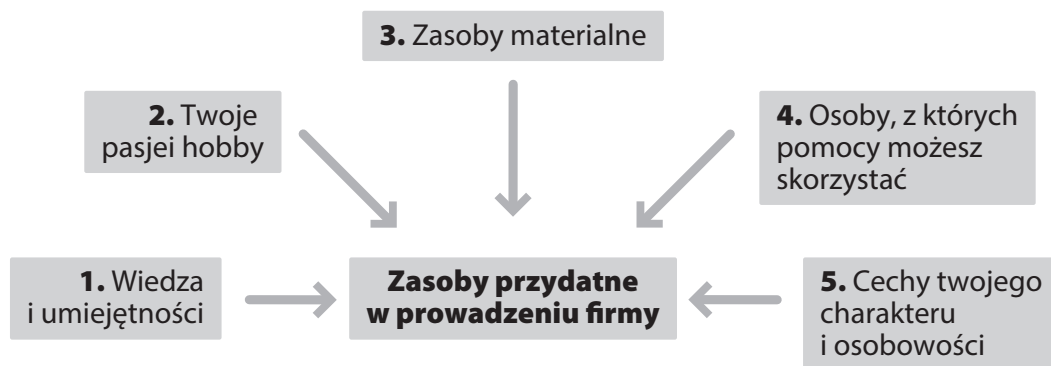 3. Zasoby materialne
2. Twoje
pasjei hobby
4. Osoby, z których
pomocy możesz
skorzystać
1. Wiedza
i umiejętności
Zasoby przydatne
w prowadzeniu firmy
5. Cechy twojego
charakteru
i osobowości